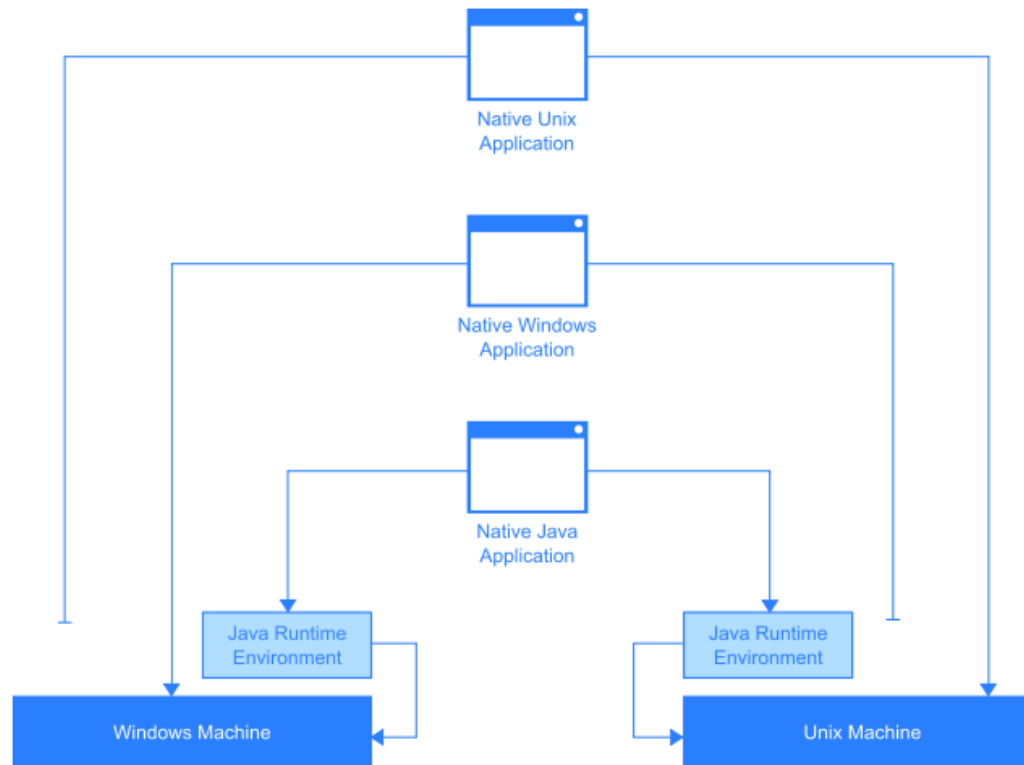 Native Unix
Application
Native Windows
Application
Native Java
Application
Java Runtime
Environment
Java Runtime
Environment
Windows Machine
Unix Machine